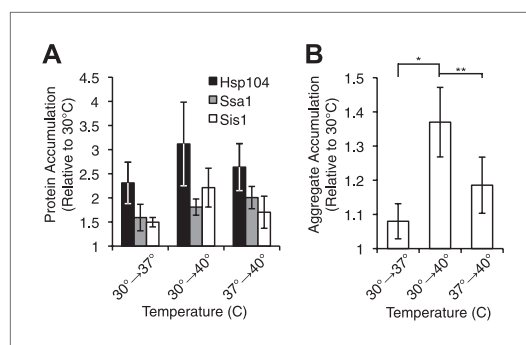 A
Protein Accumulation
(Relative to 30°C)
5
4.5
4
3.5
3
2.5
2
1.5
1
Hsp104
Ssa1
Sis1
30°→37°
30°→40°
37°→40°
Temperature (C)
B
Aggregate Accumulation
(Relative to 30°C)
1.5
1.4
1.3
1.2
1.1
1
*
**
30°→37°
30°→40°
37°→40°
Temperature (C)